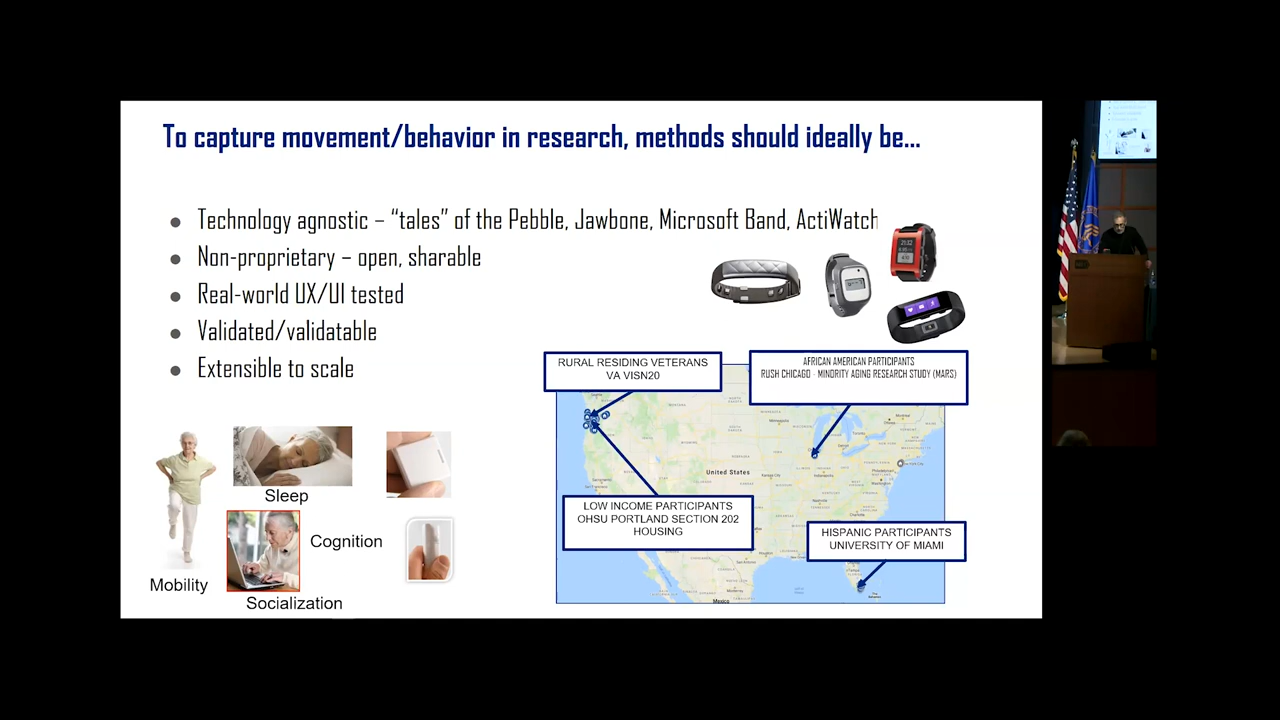 To capture movement/behavior in research, methods should ideally be...
Technology agnostic – “tales” of the Pebble, Jawbone, Microsoft Band, ActiWatch
Non-proprietary – open, sharable
Real-world UX/UI tested
Validated/validatable
Extensible to scale
Sleep
Cognition
Mobility
Socialization
RURAL RESIDING VETERANS
VA VISN20
AFRICAN AMERICAN PARTICIPANTS
RUSH CHICAGO - MINORITY AGING RESEARCH STUDY (MARS)
United States
LOW INCOME PARTICIPANTS
OHSU PORTLAND SECTION 202
HOUSING
HISPANIC PARTICIPANTS
UNIVERSITY OF MIAMI
Mexico